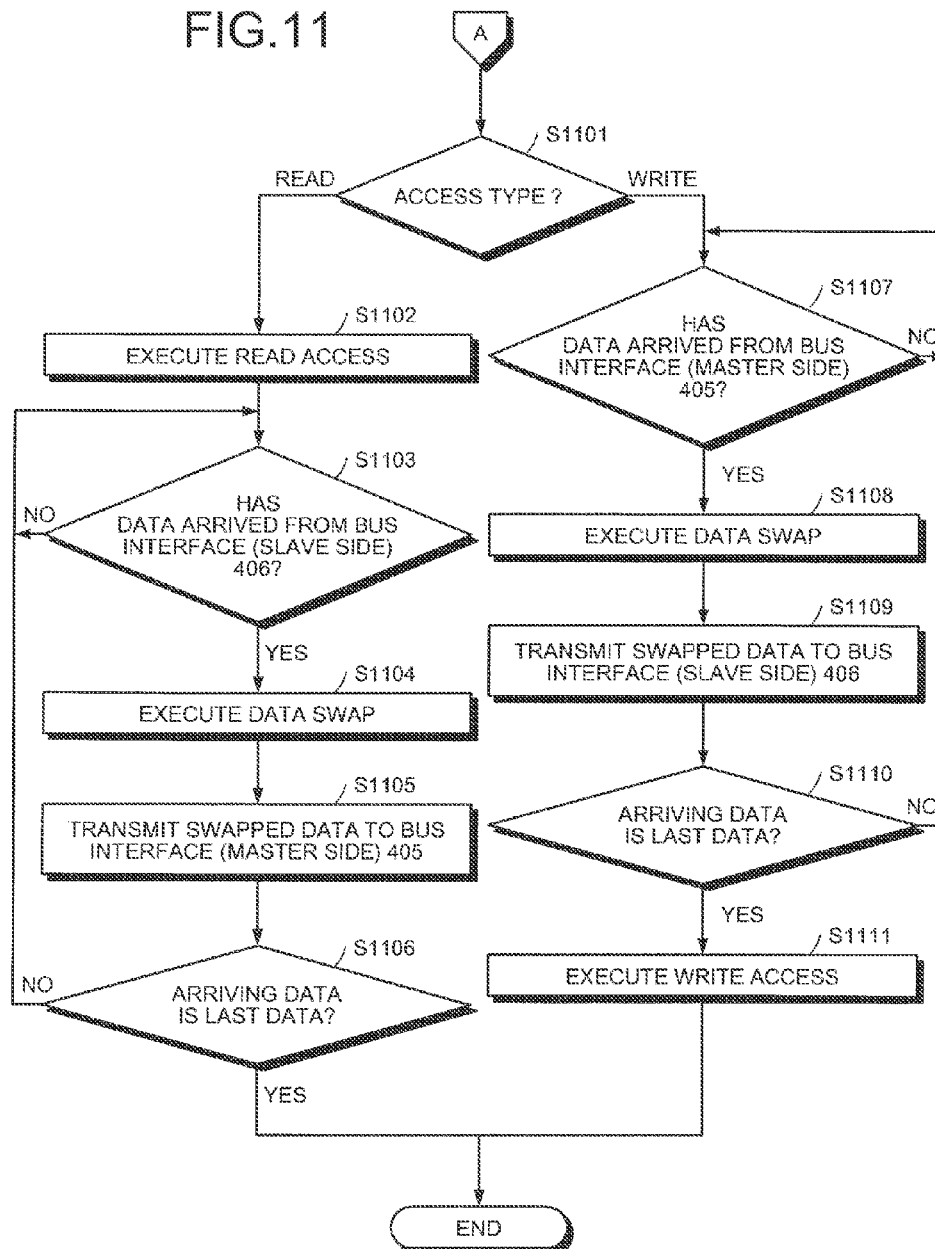 FIG.11
A
S1101
READ
WRITE
ACCESS TYPE ?
S1102
EXECUTE READ ACCESS
S1103
NO
HAS
DATA ARRIVED FROM BUS
INTERFACE (SLAVE SIDE)
406?
YES
S1104
EXECUTE DATA SWAP
S1105
TRANSMIT SWAPPED DATA TO BUS
INTERFACE (MASTER SIDE) 405
S1106
NO
ARRIVING DATA
IS LAST DATA?
YES
S1107
HAS
DATA ARRIVED FROM BUS
INTERFACE (MASTER SIDE)
405?
NO
YES
S1108
EXECUTE DATA SWAP
S1109
TRANSMIT SWAPPED DATA TO BUS
INTERFACE (SLAVE SIDE) 406
S1110
ARRIVING DATA
IS LAST DATA?
NO
YES
S1111
EXECUTE WRITE ACCESS
END